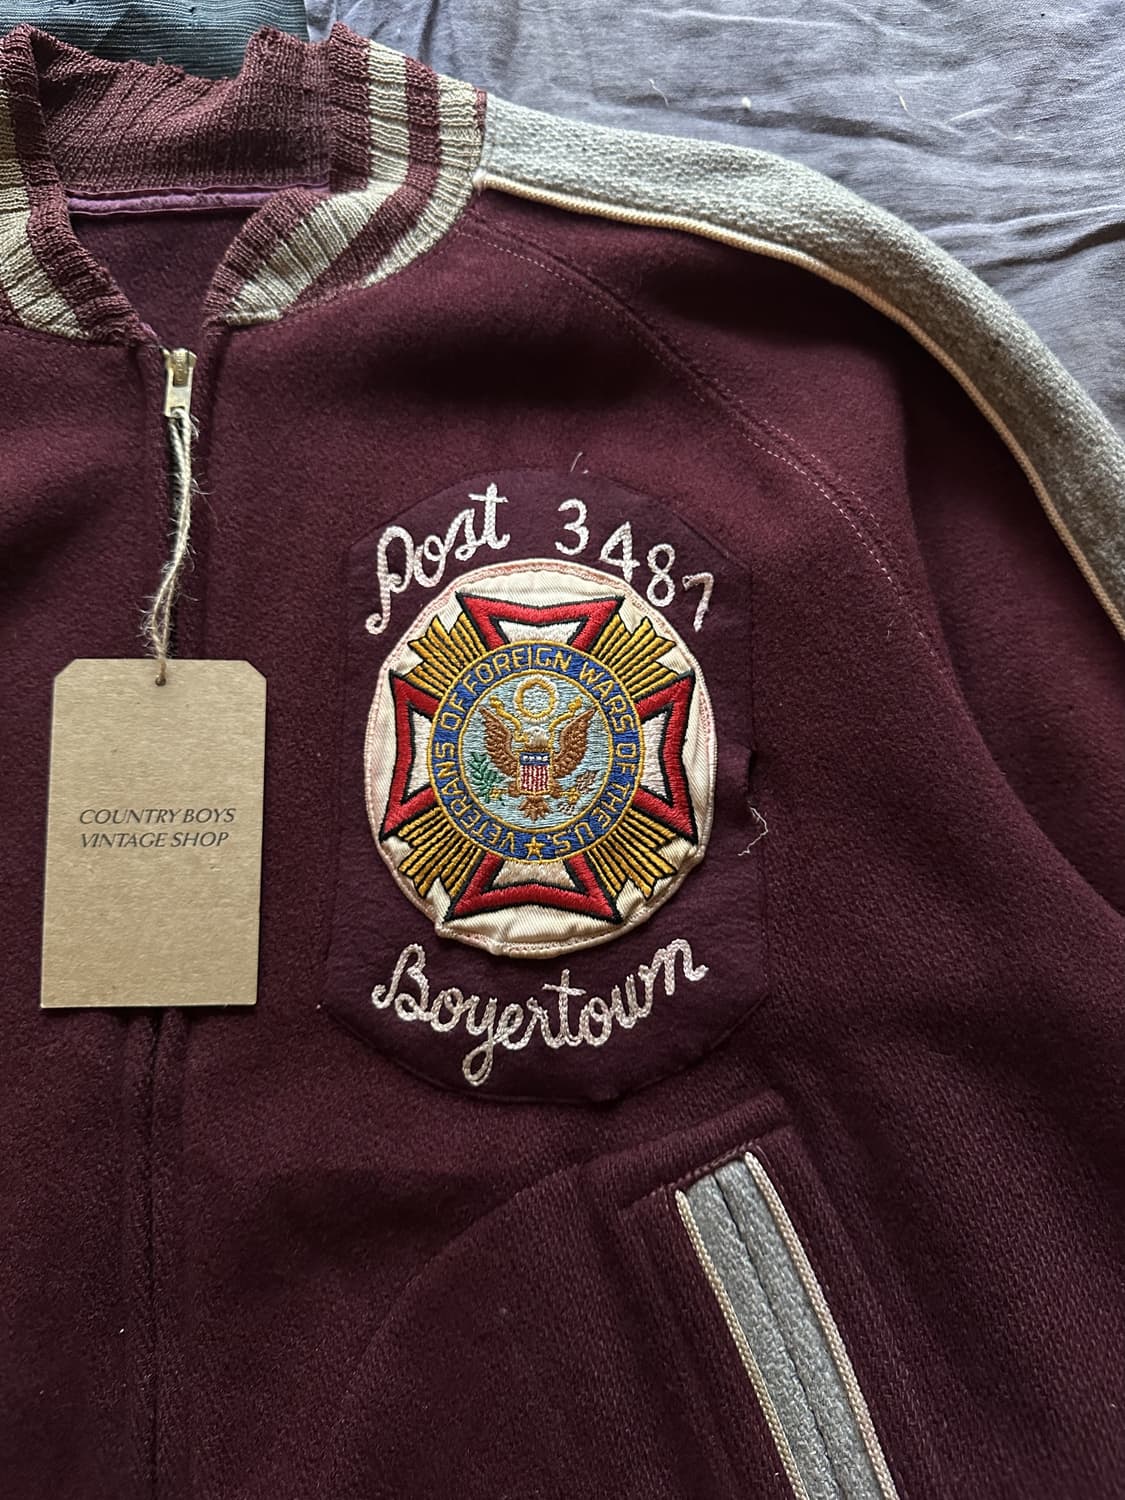 Post 3487
VETERANS OF FOREIGN WARS OF THE U.S.
Boyertown
COUNTRY BOYS
VINTAGE SHOP